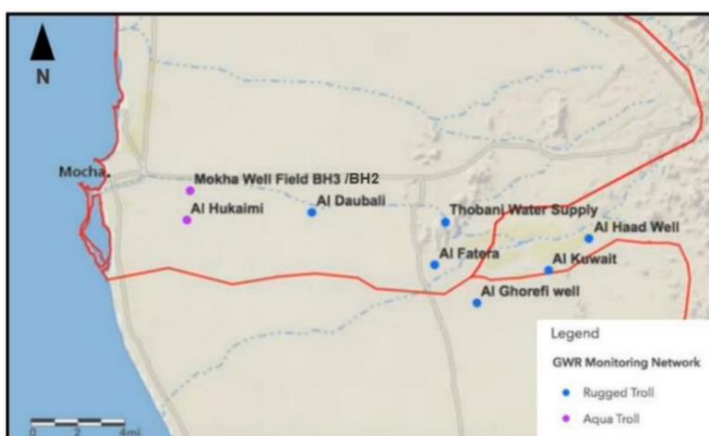 N
Mocha.
Mokha Well Field BH3 /BH2
Al Hukaimi
Al Daubali
Thobani Water Supply
Al Haad Well
Al Fatera
Al Kuwait
Al Ghorefi well
Legend
GWR Monitoring Network
Rugged Troll
Aqua Troll
0 2 4mi